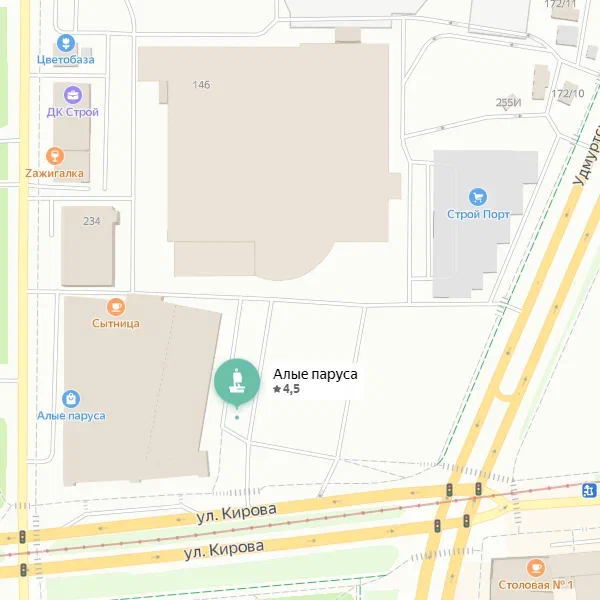 172/11
Цветобаза
146
172/10
255И
ДК Строй
Zажигалка
Удмуртс
Строй Порт
234
Сытница
Алые паруса
4,5
Алые паруса
ул. Кирова
ул. Кирова
Столовая № 1